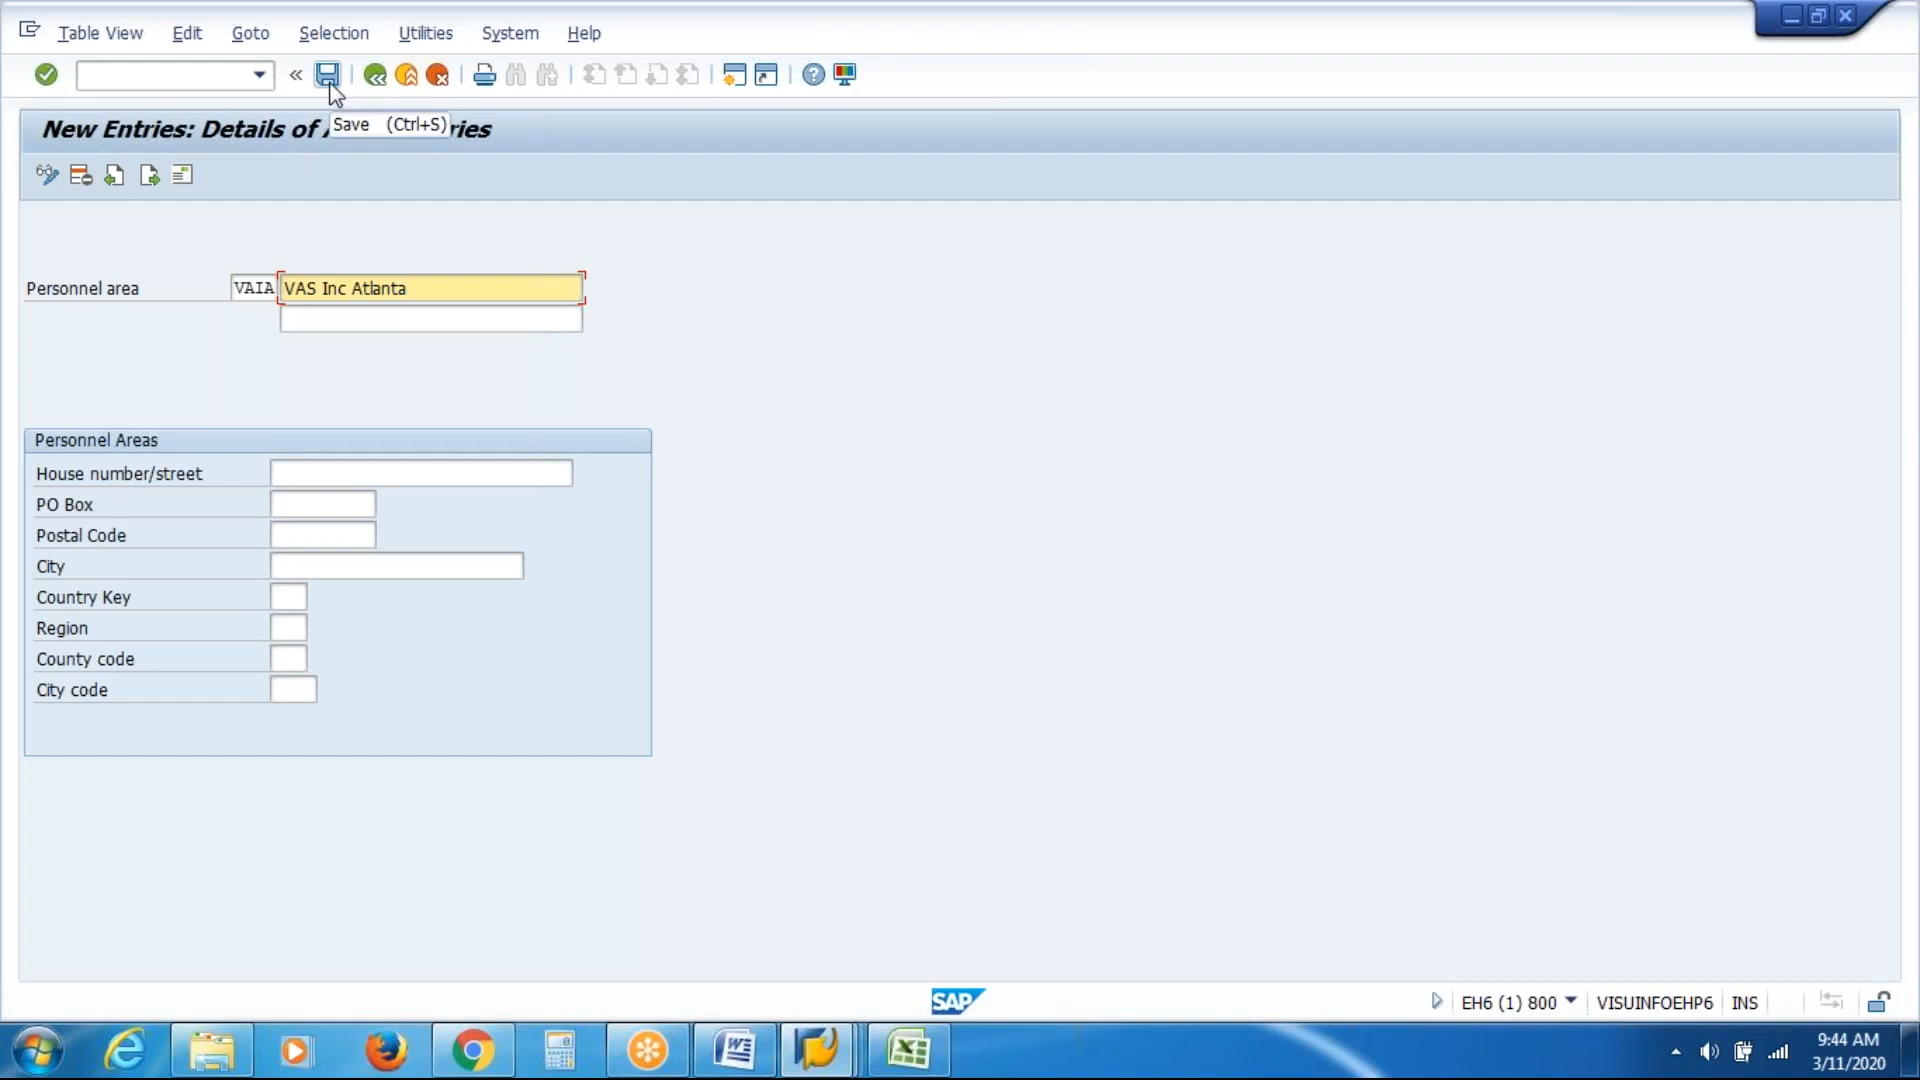 Table View Edit Goto Selection Utilities System Help
New Entries: Details of A
ries
Save (Ctrl+S)
Personnel area VAIA VAS Inc Atlanta
Personnel Areas
House number/street
PO Box
Postal Code
City
Country Key
Region
County code
City code
SAP EH6 (1) 800 VISUINFOEHP6 INS
9:44 AM
3/11/2020